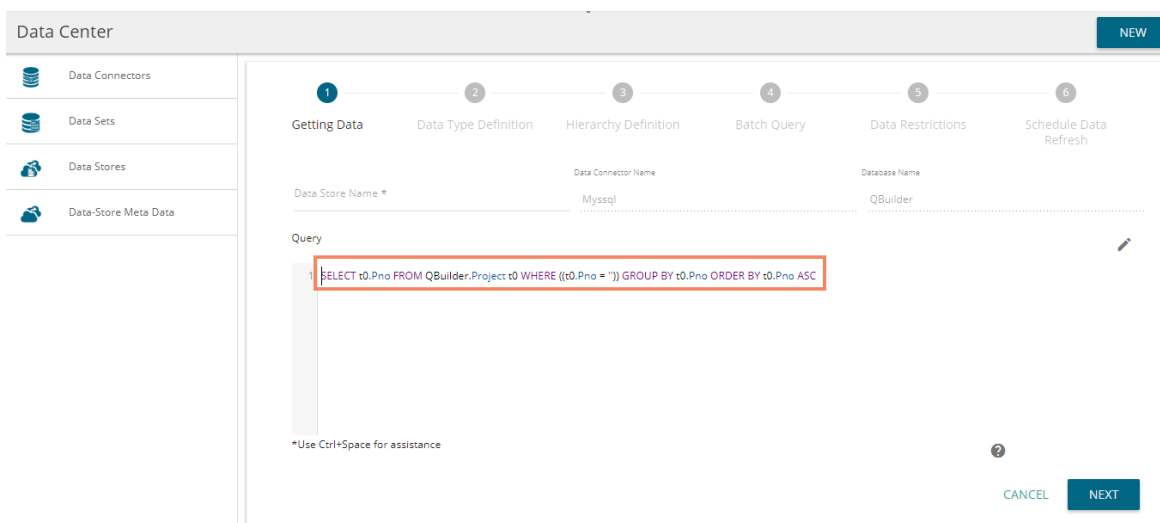 Data Center
NEW
Data Connectors
Data Sets
Data Stores
Data-Store Meta Data
1 2 3 4 5 6
Getting Data Data Type Definition Hierarchy Definition Batch Query Data Restrictions Schedule Data
Refresh
Data Connector Name Database Name
Data Store Name * Myssql QBuilder
Query
1 SELECT t0.Pno FROM QBuilder.Project t0 WHERE ((t0.Pno = '')) GROUP BY t0.Pno ORDER BY t0.Pno ASC
*Use Ctrl+Space for assistance
?
CANCEL NEXT